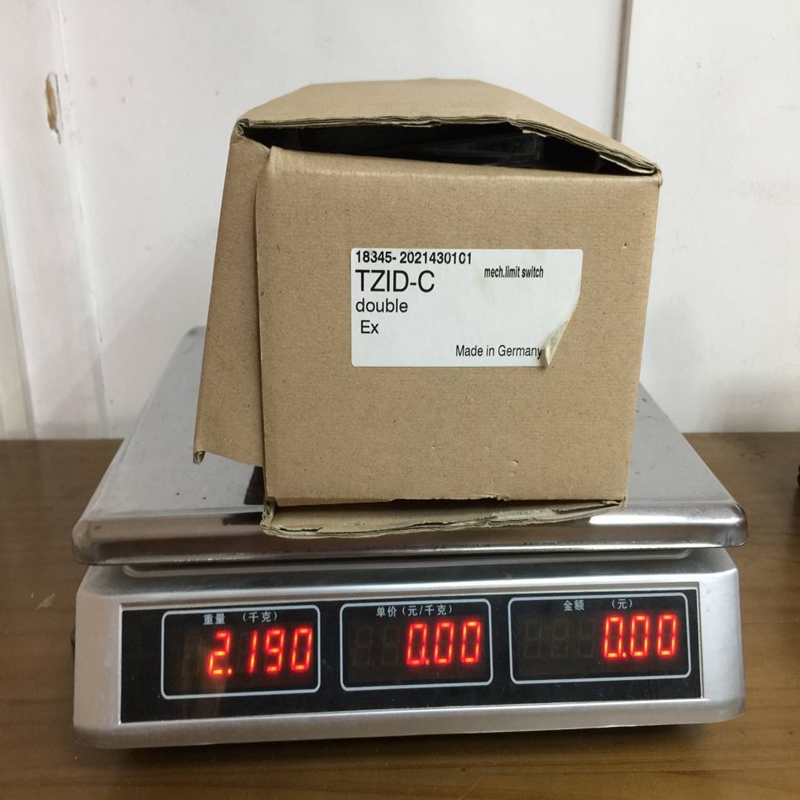 18345- 2021430101
TZID-C
mech.limit switch
double
Ex
Made in Germany
重量 （千克）
单价（元/千克）
金额 （元）
2.190
0.00
0.00